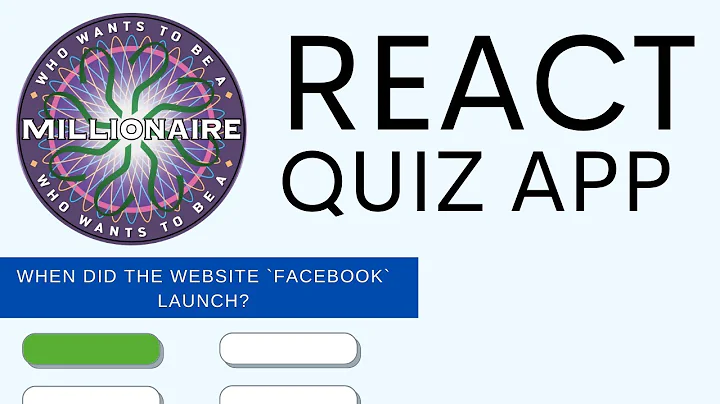 WHO WANTS TO BE A
MILLIONAIRE
WHO WANTS TO BE A
REACT
QUIZ APP
WHEN DID THE WEBSITE `FACEBOOK`
LAUNCH?